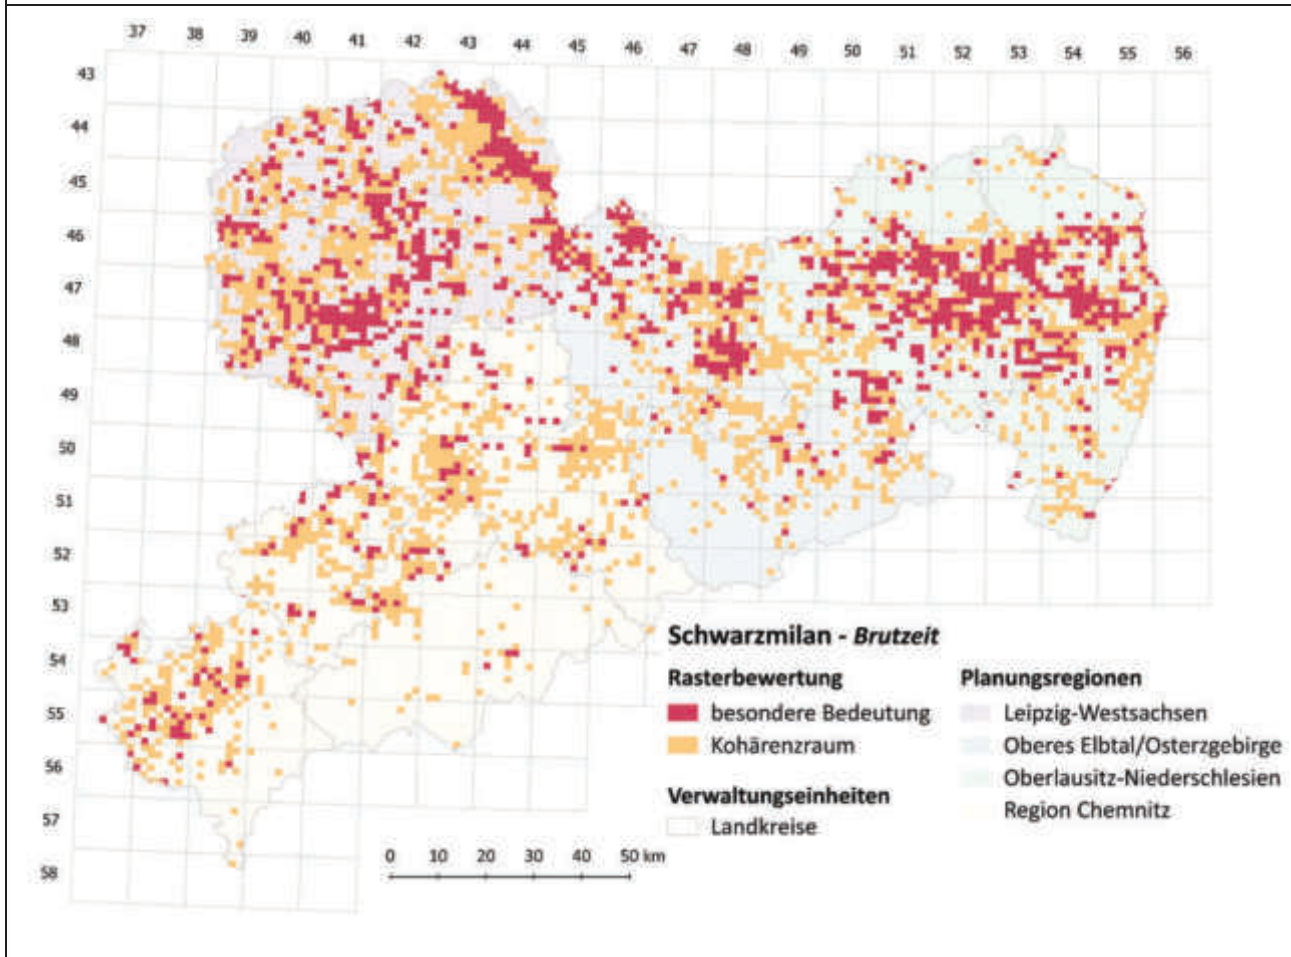 37 38 39 40 41 42 43 44 45 46 47 48 49 50 51 52 53 54 55 56
43
44
45
46
47
48
49
50
51
52
53
54
55
56
57
58
Schwarzmilan - Brutzeit
Rasterbewertung
besondere Bedeutung
Kohärenzraum
Verwaltungseinheiten
Landkreise
Planungsregionen
Leipzig-Westsachsen
Oberes Elbtal/Osterzgebirge
Oberlausitz-Niederschlesien
Region Chemnitz
0 10 20 30 40 50 km